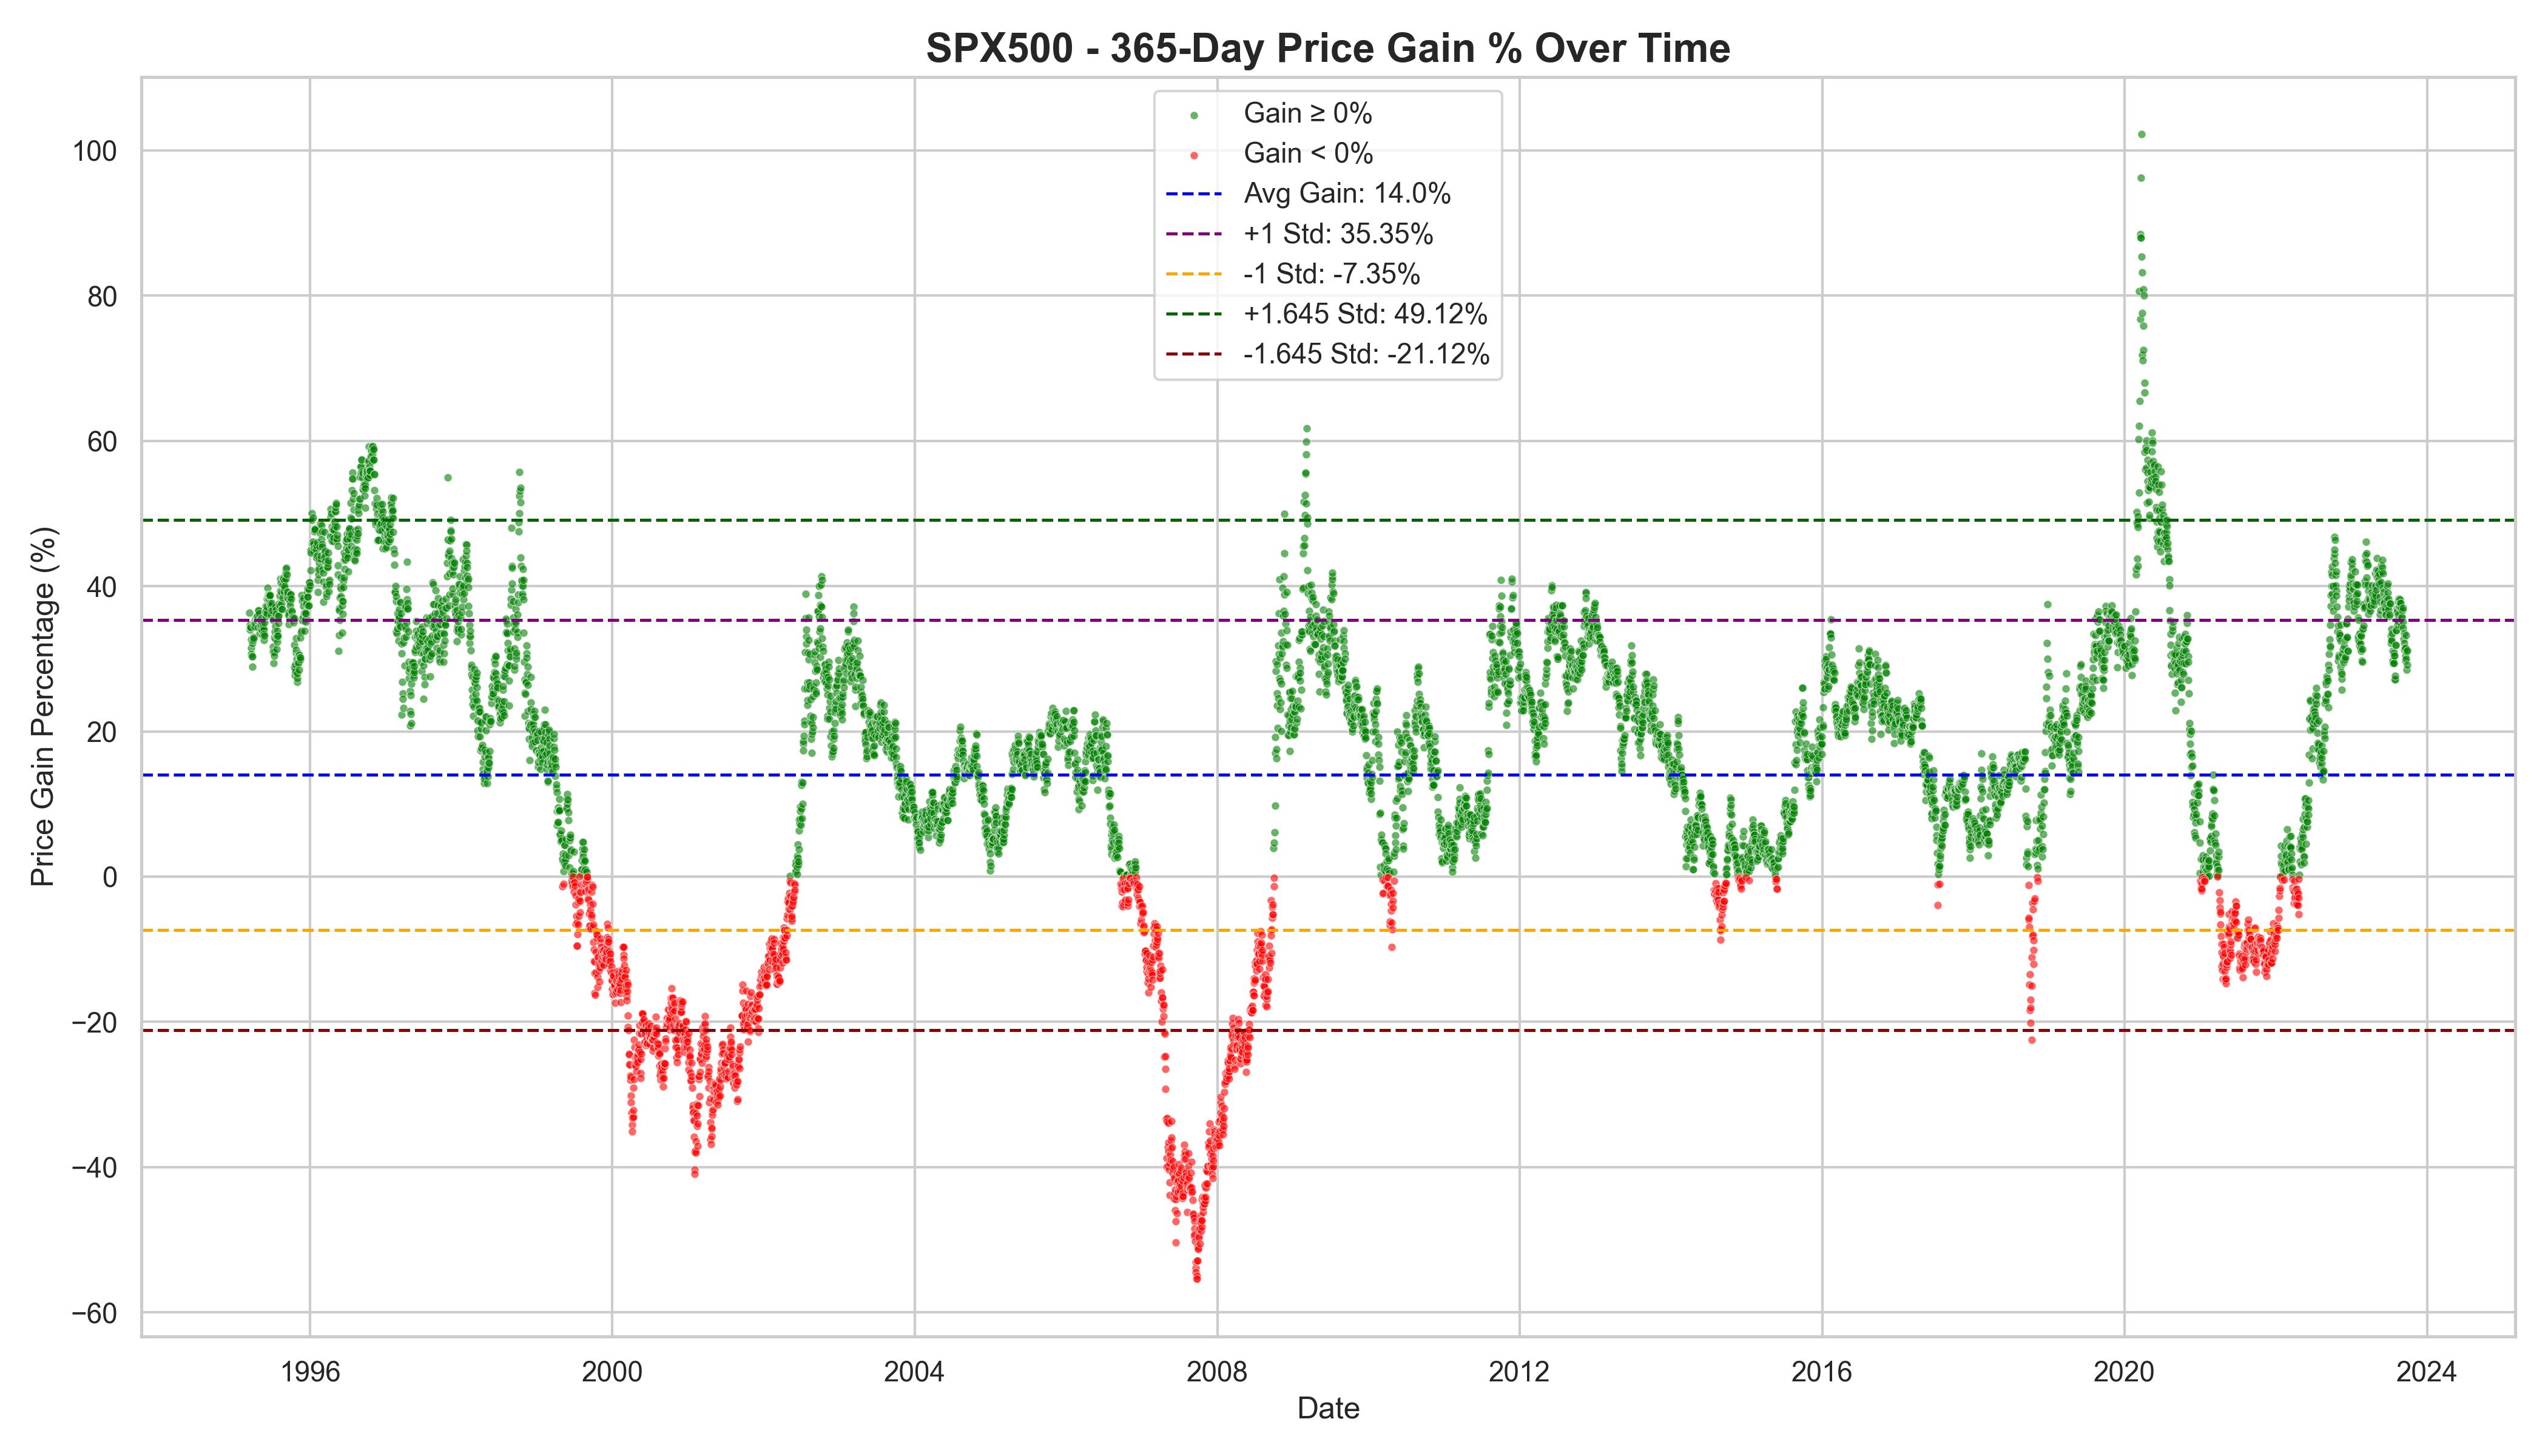 SPX500 - 365-Day Price Gain % Over Time
Gain ≥ 0%
Gain < 0%
Avg Gain: 14.0%
+1 Std: 35.35%
-1 Std: -7.35%
+1.645 Std: 49.12%
-1.645 Std: -21.12%
Price Gain Percentage (%)
100
80
60
40
20
0
−20
−40
−60
1996 2000 2004 2008 2012 2016 2020 2024
Date